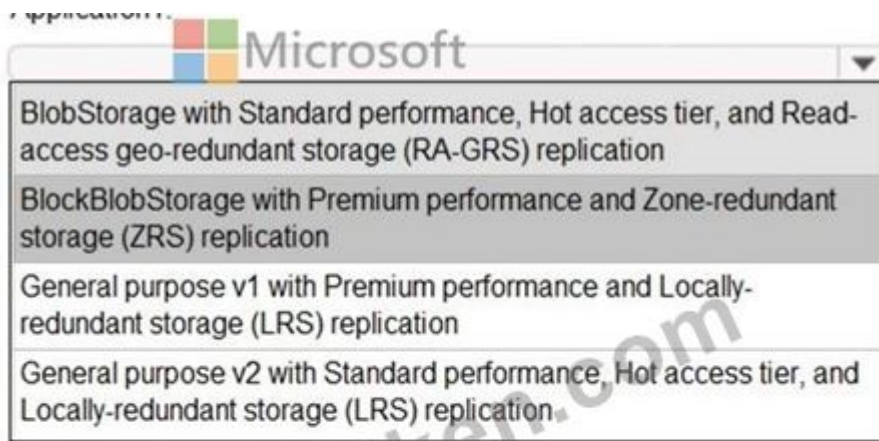 Microsoft
BlobStorage with Standard performance, Hot access tier, and Read-
access geo-redundant storage (RA-GRS) replication
BlockBlobStorage with Premium performance and Zone-redundant
storage (ZRS) replication
General purpose v1 with Premium performance and Locally-
redundant storage (LRS) replication
General purpose v2 with Standard performance, Hot access tier, and
Locally-redundant storage (LRS) replication